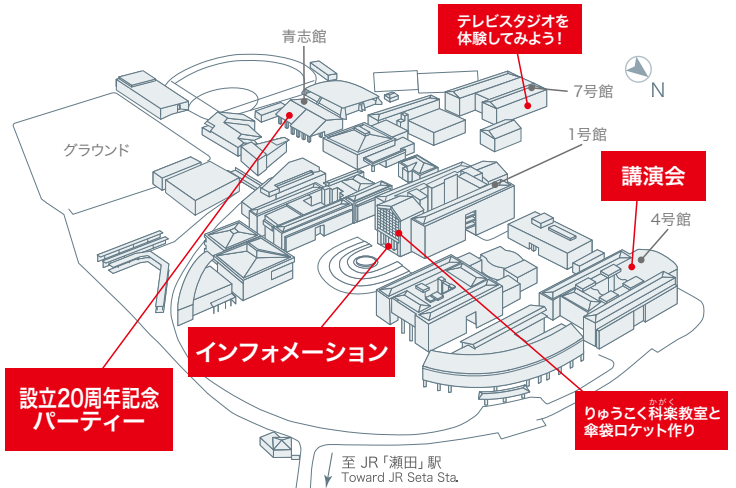 テレビスタジオを
体験してみよう！
青志館
N
7号館
1号館
グラウンド
講演会
4号館
インフォメーション
設立20周年記念
パーティー
かがく
りゅうこく科楽教室と
傘袋ロケット作り
至 JR「瀬田」駅
Toward JR Seta Sta.